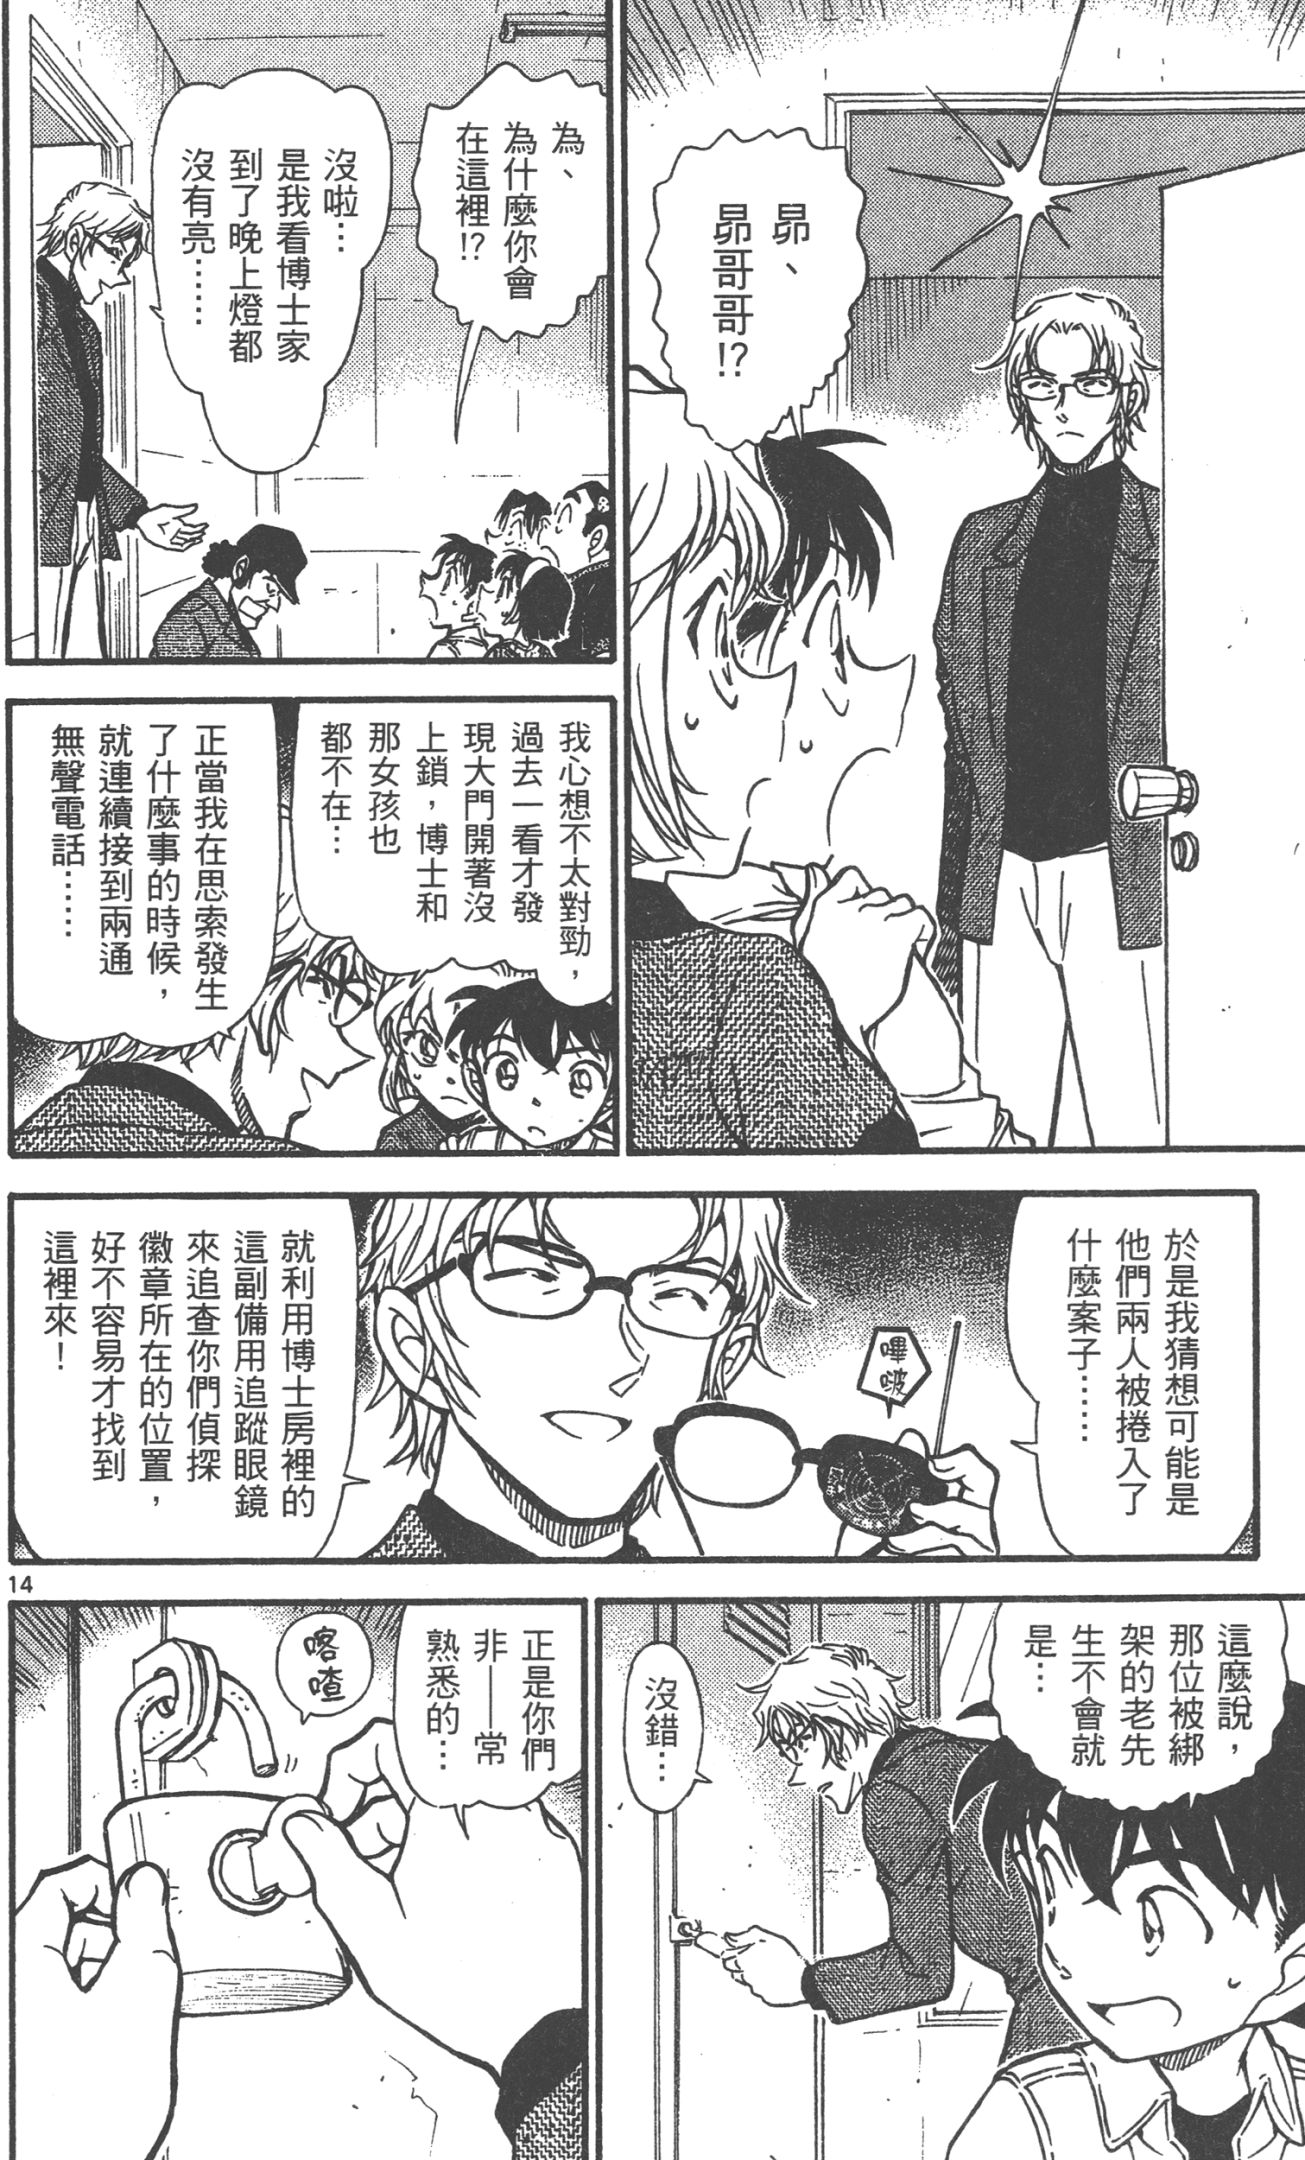 昴、
昴哥哥!?
為、
為什麼你會
在這裡!?
沒啦…
是我看博士家
到了晚上燈都
沒有亮……
我心想不太對勁，
過去一看才發
現大門開著沒
上鎖，博士和
那女孩也
都不在…
正當我在思索發生
了什麼事的時候，
就連續接到兩通
無聲電話……
於是我猜想可能是
他們兩人被捲入了
什麼案子……
嗶
啵
就利用博士房裡的
這副備用追蹤眼鏡
來追查你們偵探
徽章所在的位置，
好不容易才找到
這裡來！
14
這麼說，
那位被綁
架的老先
生不會就
是…
沒錯…
正是你們
非─常
熟悉的…
喀
喳